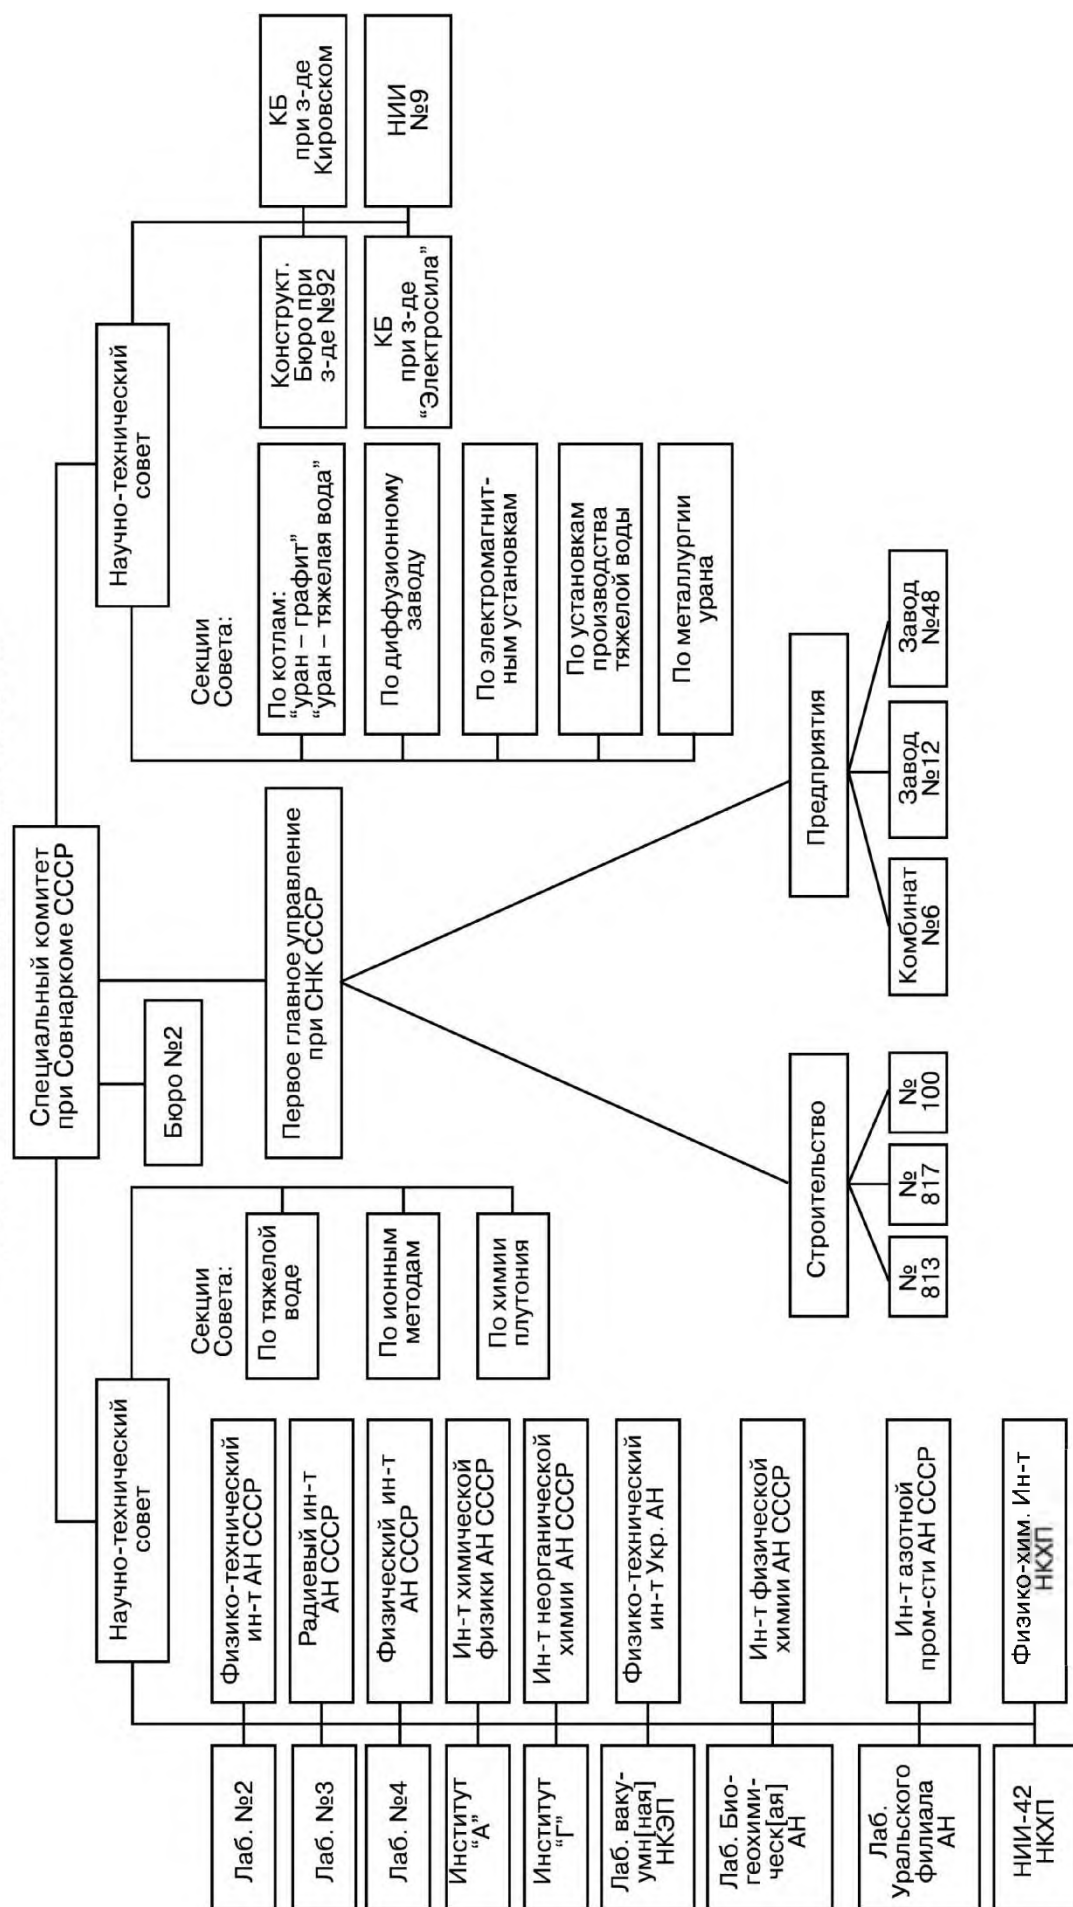 Специальный комитет
при Совнаркоме СССР
Бюро №2
Научно-технический
совет
Научно-технический
совет
Первое главное управление
при СНК СССР
Лаб. №2
Физико-технический
ин-т АН СССР
Лаб. №3
Радиевый ин-т
АН СССР
Лаб. №4
Физический ин-т
АН СССР
Институт
“А”
Ин-т химической
физики АН СССР
Институт
“Г”
Ин-т неорганической
химии АН СССР
Лаб. ваку-
умн[ная]
НКЭП
Физико-технический
ин-т Укр. АН
Лаб. Био-
геохими-
ческ[ая]
АН
Ин-т физической
химии АН СССР
Лаб.
Уральского
филиала
АН
Ин-т азотной
пром-сти АН СССР
НИИ-42
НКХП
Физико-хим. Ин-т
НКХП
Секции
Совета:
По тяжелой
воде
По ионным
методам
По химии
плутония
Секции
Совета:
По котлам:
“уран – графит”
“уран – тяжелая вода”
По диффузионному
заводу
По электромагнит-
ным установкам
По установкам
производства
тяжелой воды
По металлургии
урана
Конструкт.
Бюро при
з-де №92
КБ
при з-де
Кировском
КБ
при з-де
“Электросила”
НИИ
№9
Строительство
№
813
№
817
№
100
Предприятия
Комбинат
№6
Завод
№12
Завод
№48